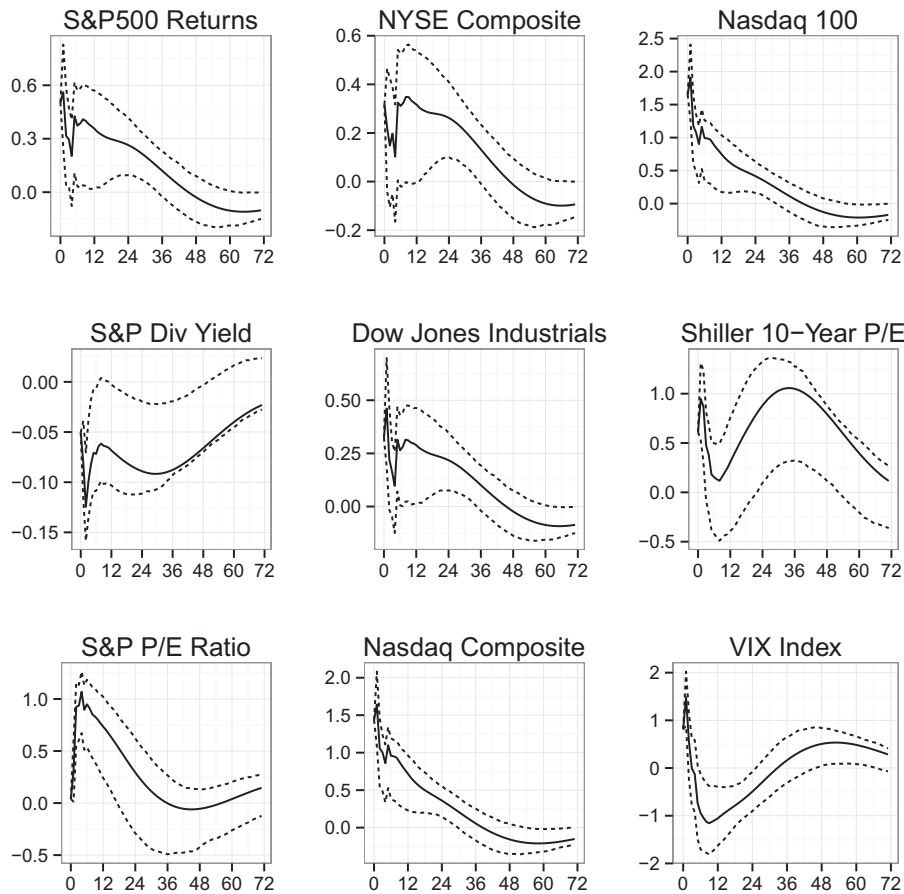 S&P500 Returns
0.6
0.3
0.0
0 12 24 36 48 60 72
NYSE Composite
0.6
0.4
0.2
0.0
−0.2
0 12 24 36 48 60 72
Nasdaq 100
2.5
2.0
1.5
1.0
0.5
0.0
0 12 24 36 48 60 72
S&P Div Yield
0.00
−0.05
−0.10
−0.15
0 12 24 36 48 60 72
Dow Jones Industrials
0.50
0.25
0.00
0 12 24 36 48 60 72
Shiller 10−Year P/E
1.0
0.5
0.0
−0.5
0 12 24 36 48 60 72
S&P P/E Ratio
1.0
0.5
0.0
−0.5
0 12 24 36 48 60 72
Nasdaq Composite
2.0
1.5
1.0
0.5
0.0
0 12 24 36 48 60 72
VIX Index
2
1
0
−1
−2
0 12 24 36 48 60 72